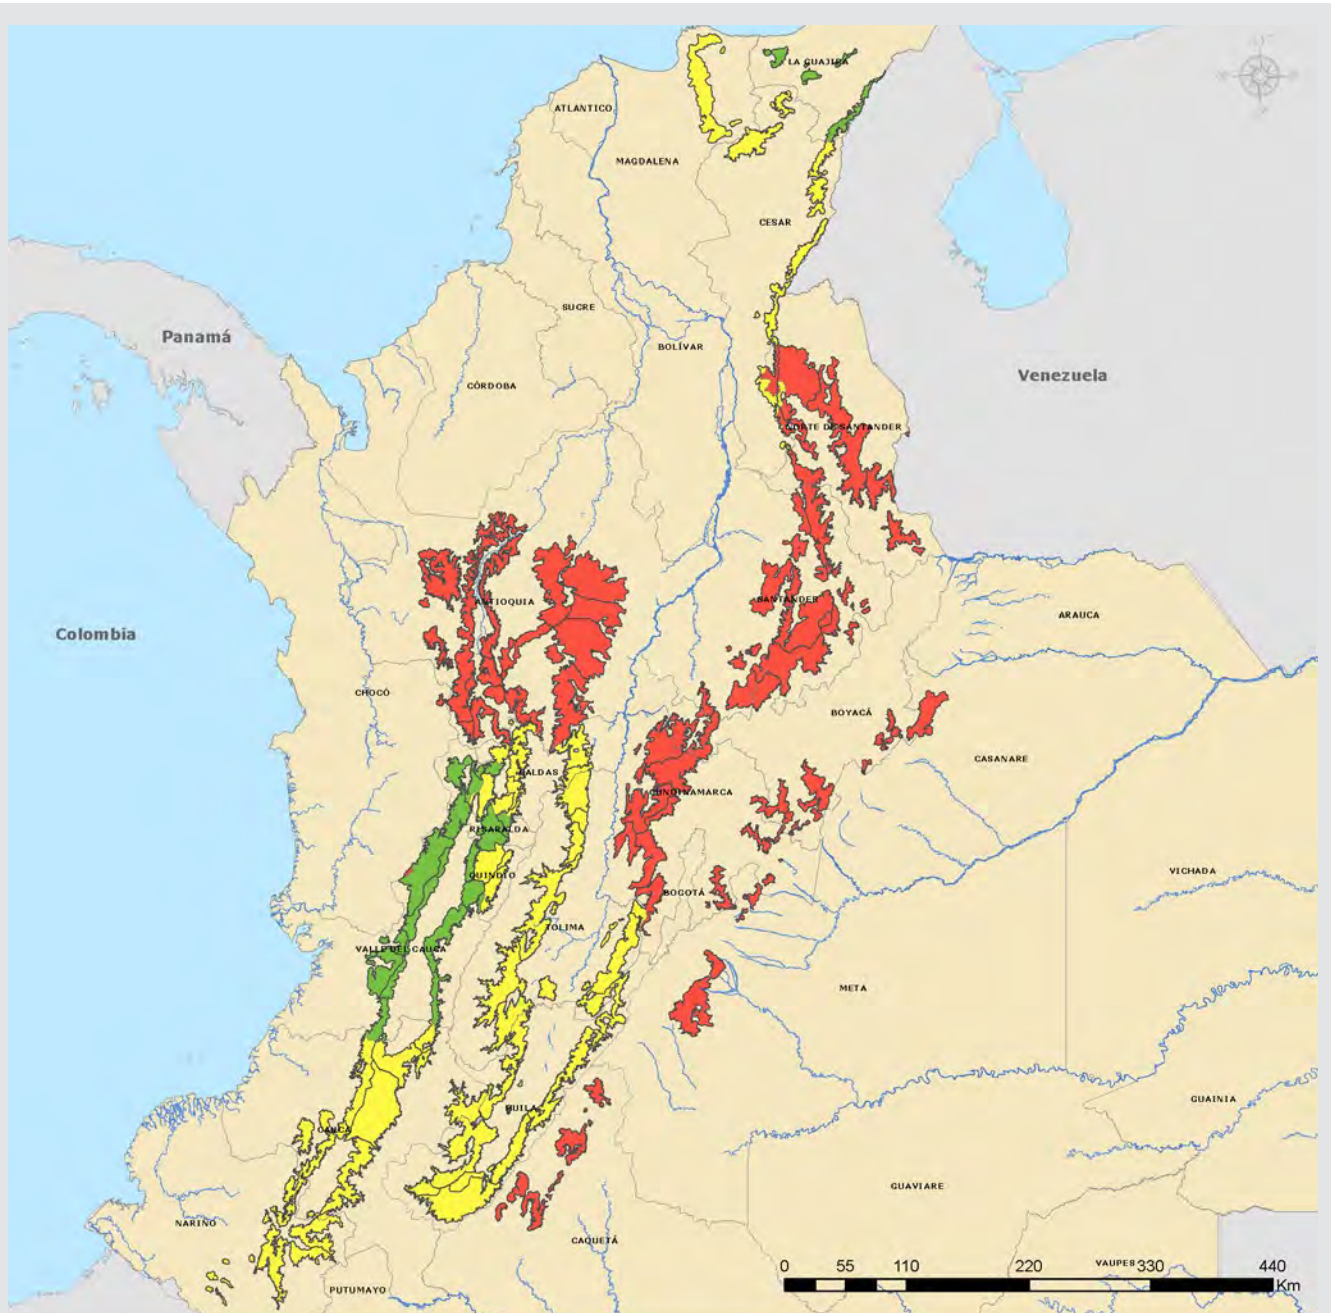 LA GUAJIRA
ATLANTICO
MAGDALENA
CESAR
SUCRE
Panamá
BOLÍVAR
Venezuela
CÓRDOBA
NORTE DE SANTANDER
ANTIOQUIA
SANTANDER
ARAUCA
Colombia
CHOCÓ
BOYACÁ
CASANARE
CALDAS
CUNDINAMARCA
RISARALDA
VICHADA
QUINDIO
BOGOTÁ
TOLIMA
VALLE DEL CAUCA
META
GUAINIA
HUILA
CAUCA
GUAVIARE
NARIÑO
CAQUETÁ
VAUPES
PUTUMAYO
0 55 110 220 330 440
Km